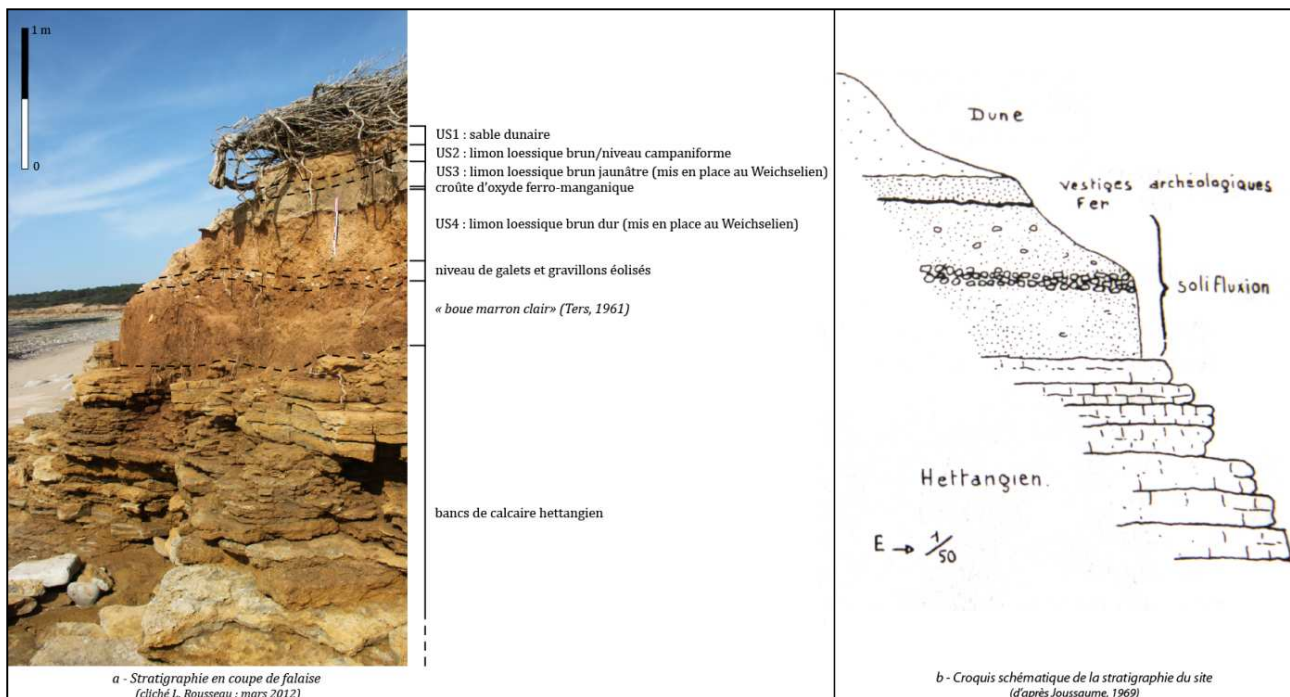 1 m
0
US1 : sable dunaire
US2 : limon loessique brun/niveau campaniforme
US3 : limon loessique brun jaunâtre (mis en place au Weichselien)
croûte d'oxyde ferro-manganique
US4 : limon loessique brun dur (mis en place au Weichselien)
niveau de galets et gravillons éolisés
« boue marron clair» (Ters, 1961)
bancs de calcaire hettangien
a - Stratigraphie en coupe de falaise
(cliché L. Rousseau ; mars 2012)
Dune
vestiges archéologiques
Fer
solifluxion
Hettangien.
E → 1/50
b - Croquis schématique de la stratigraphie du site
(d'après Joussaume, 1969)